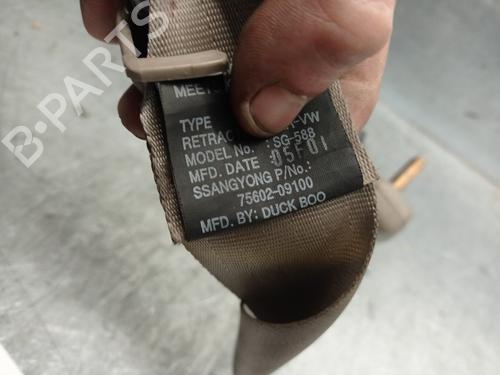 B-PARTS
MEETS
TYPE
RETRAC -VW
MODEL No. : SG-588
MFD. DATE 05F01
SSANGYONG P/No.:
75602-09100
MFD. BY: DUCK BOO